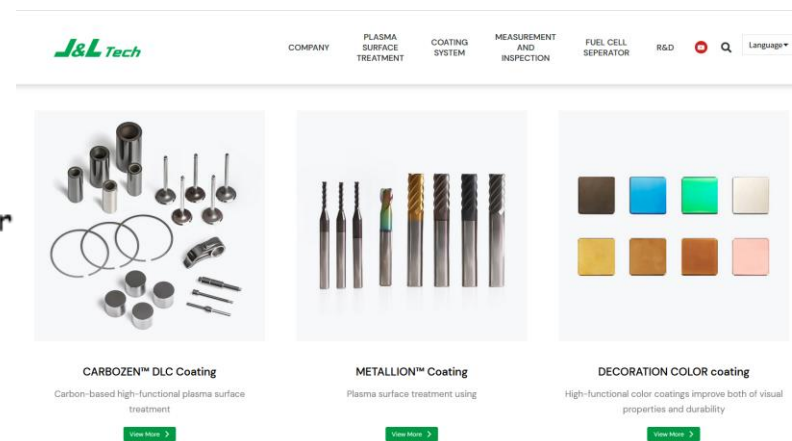 J&L Tech
COMPANY
PLASMA
SURFACE
TREATMENT
COATING
SYSTEM
MEASUREMENT
AND
INSPECTION
FUEL CELL
SEPERATOR
R&D
Language
r
CARBOZEN™ DLC Coating
Carbon-based high-functional plasma surface
treatment
View More
METALLION™ Coating
Plasma surface treatment using
View More
DECORATION COLOR coating
High-functional color coatings improve both of visual
properties and durability
View More